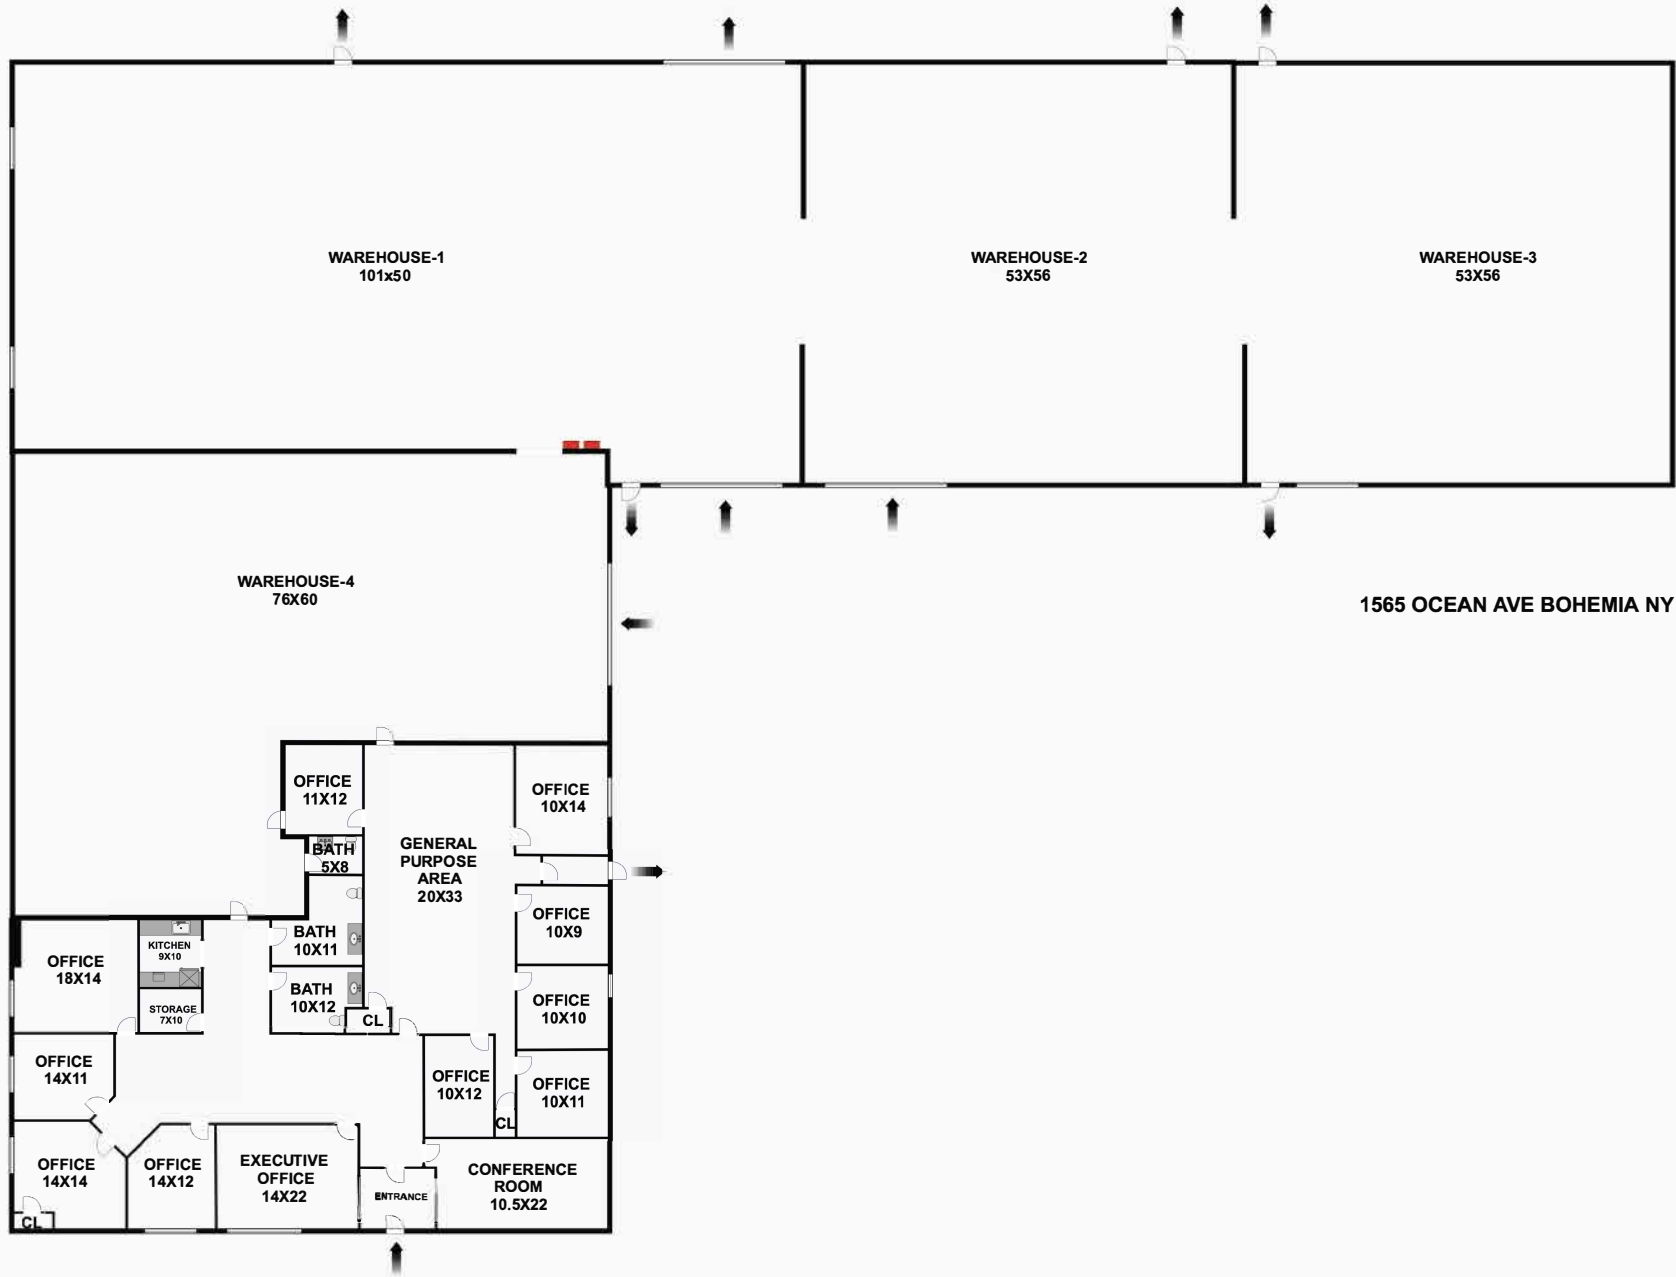 WAREHOUSE-1
101x50
WAREHOUSE-2
53X56
WAREHOUSE-3
53X56
WAREHOUSE-4
76X60
1565 OCEAN AVE BOHEMIA NY
OFFICE
11X12
OFFICE
10X14
BATH
5X8
GENERAL
PURPOSE
AREA
20X33
OFFICE
10X9
KITCHEN
9X10
BATH
10X11
OFFICE
18X14
BATH
10X12
STORAGE
7X10
CL
OFFICE
10X10
OFFICE
14X11
OFFICE
10X12
OFFICE
10X11
CL
OFFICE
14X14
CL
OFFICE
14X12
EXECUTIVE
OFFICE
14X22
ENTRANCE
CONFERENCE
ROOM
10.5X22